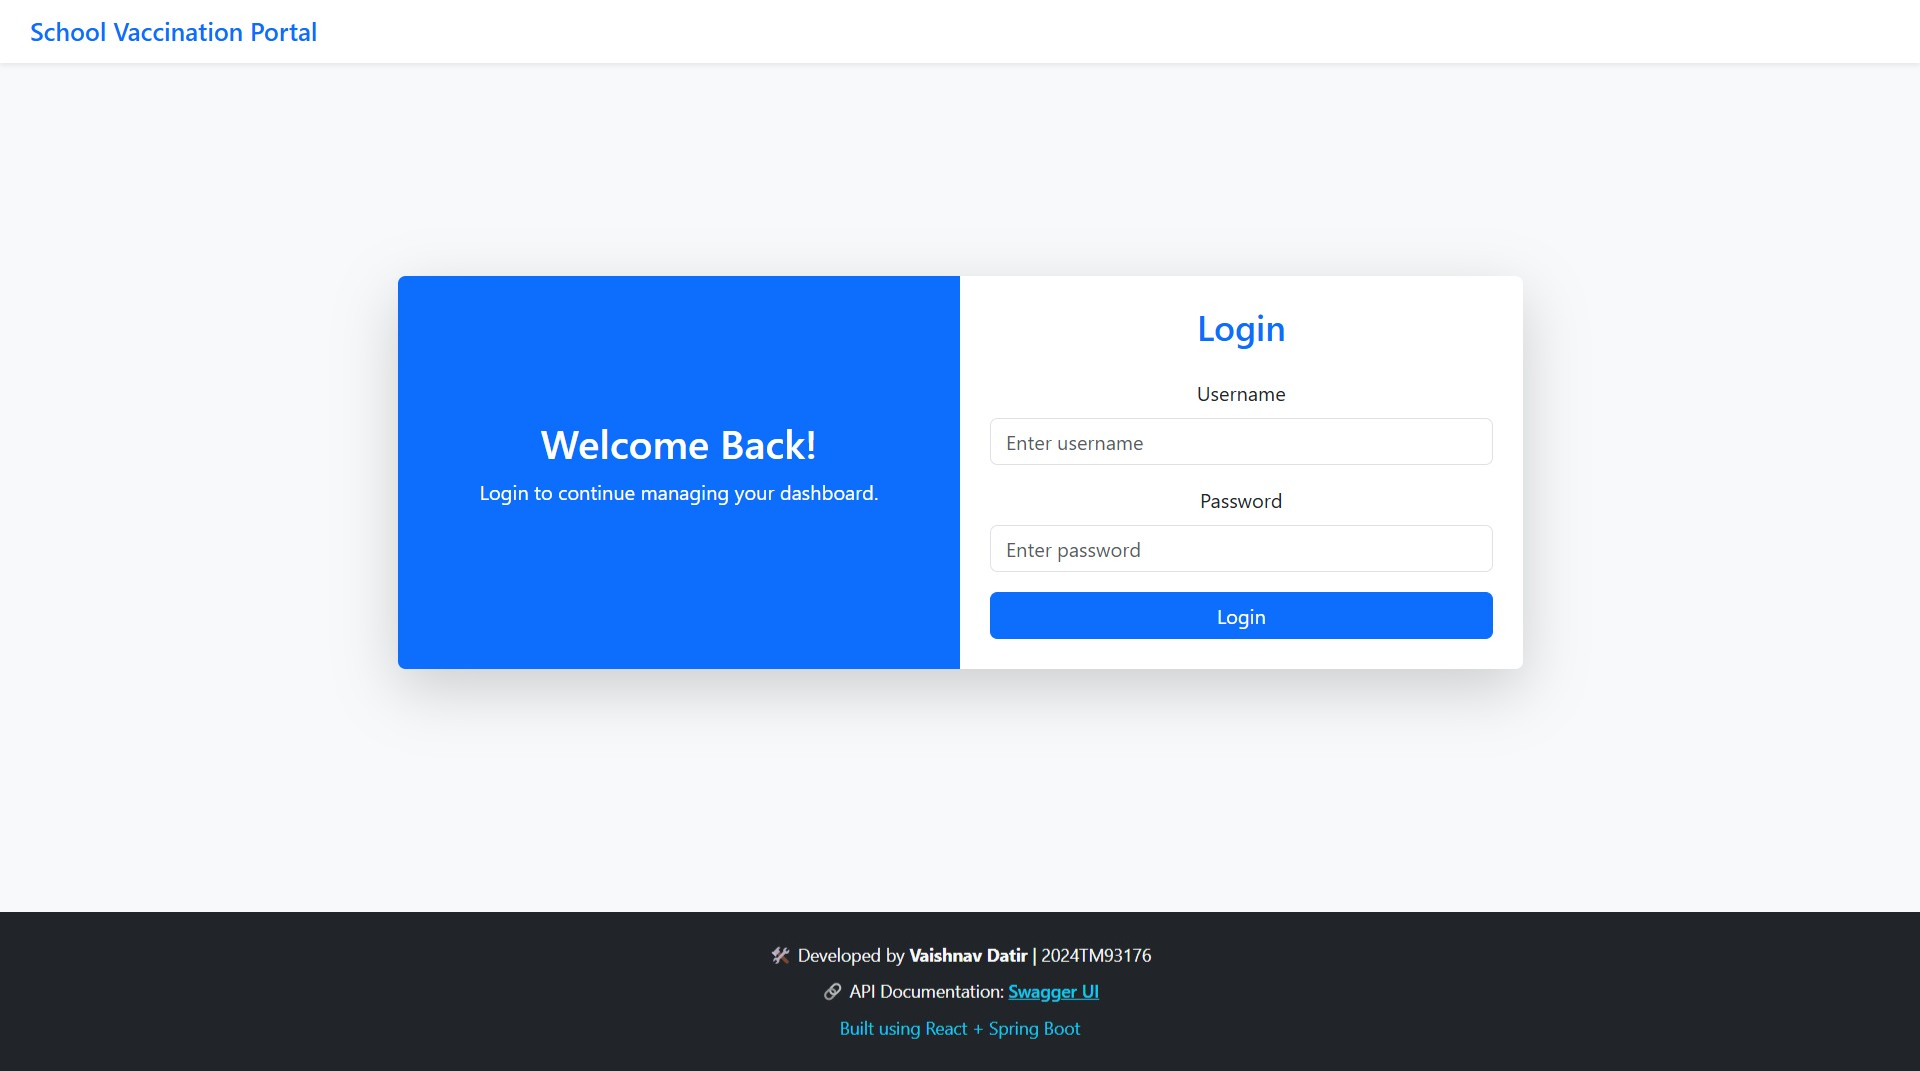 School Vaccination Portal
Welcome Back!
Login to continue managing your dashboard.
Login
Username
Enter username
Password
Enter password
Login
🛠 Developed by Vaishnav Datir | 2024TM93176
🔗 API Documentation: Swagger UI
Built using React + Spring Boot